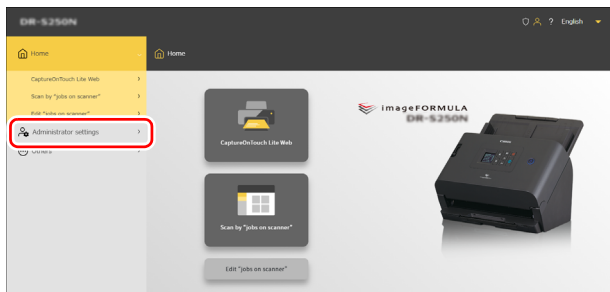 DR-S250N
? English
Home
Home
CaptureOnTouch Lite Web
Scan by "jobs on scanner"
Edit "jobs on scanner"
Administrator settings
Others
CaptureOnTouch Lite Web
Scan by "jobs on scanner"
Edit "jobs on scanner"
imageFORMULA
DR-S250N
Canon